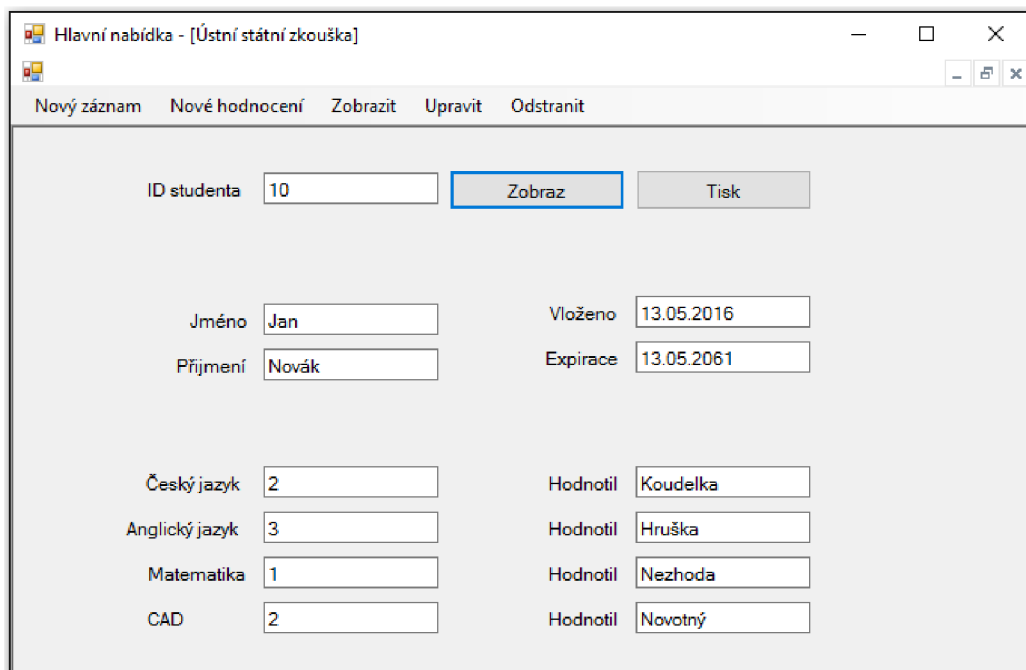 Hlavní nabídka - [Ústní státní zkouška]
Nový záznam Nové hodnocení Zobrazit Upravit Odstranit
ID studenta 10 Zobraz Tisk
Jméno Jan Vloženo 13.05.2016
Přijmení Novák Expirace 13.05.2061
Český jazyk 2 Hodnotil Koudelka
Anglický jazyk 3 Hodnotil Hruška
Matematika 1 Hodnotil Nezhoda
CAD 2 Hodnotil Novotný